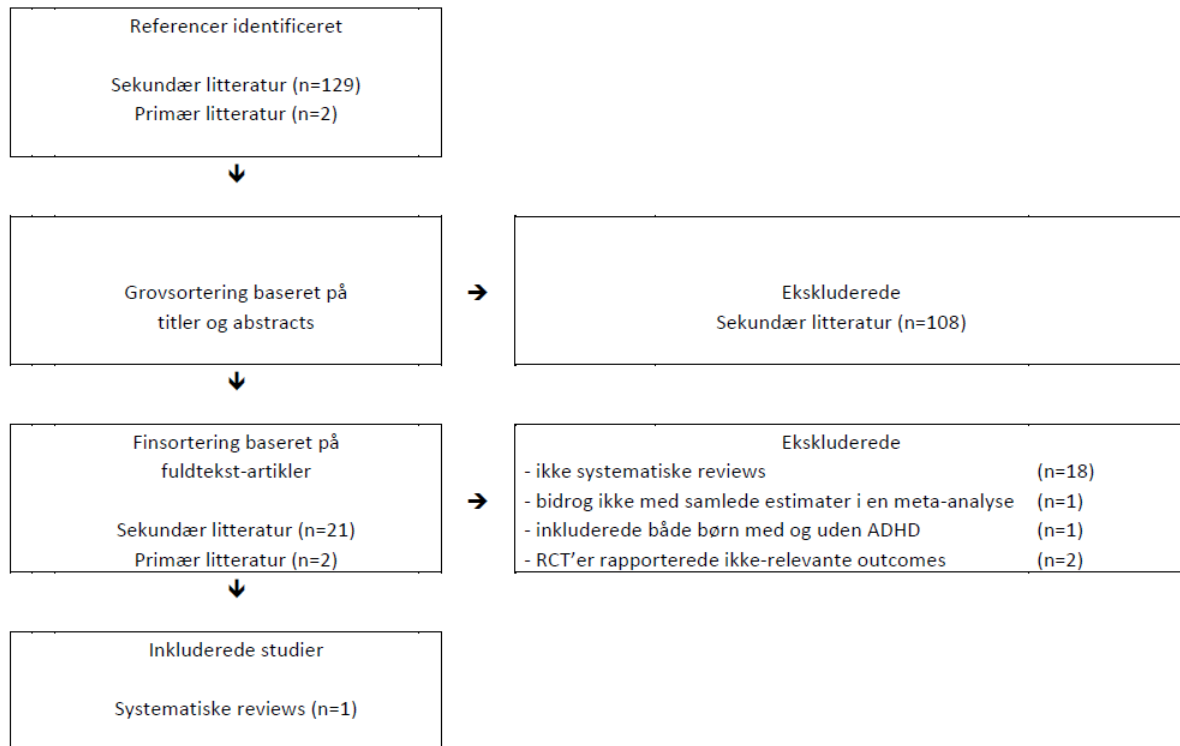 Referencer identificeret
Sekundær litteratur (n=129)
Primær litteratur (n=2)
Grovsortering baseret på
titler og abstracts
Ekskluderede
Sekundær litteratur (n=108)
Finsortering baseret på
fuldtekst-artikler
Sekundær litteratur (n=21)
Primær litteratur (n=2)
Ekskluderede
- ikke systematiske reviews (n=18)
- bidrog ikke med samlede estimater i en meta-analyse (n=1)
- inkluderede både børn med og uden ADHD (n=1)
- RCT’er rapporterede ikke-relevante outcomes (n=2)
Inkluderede studier
Systematiske reviews (n=1)